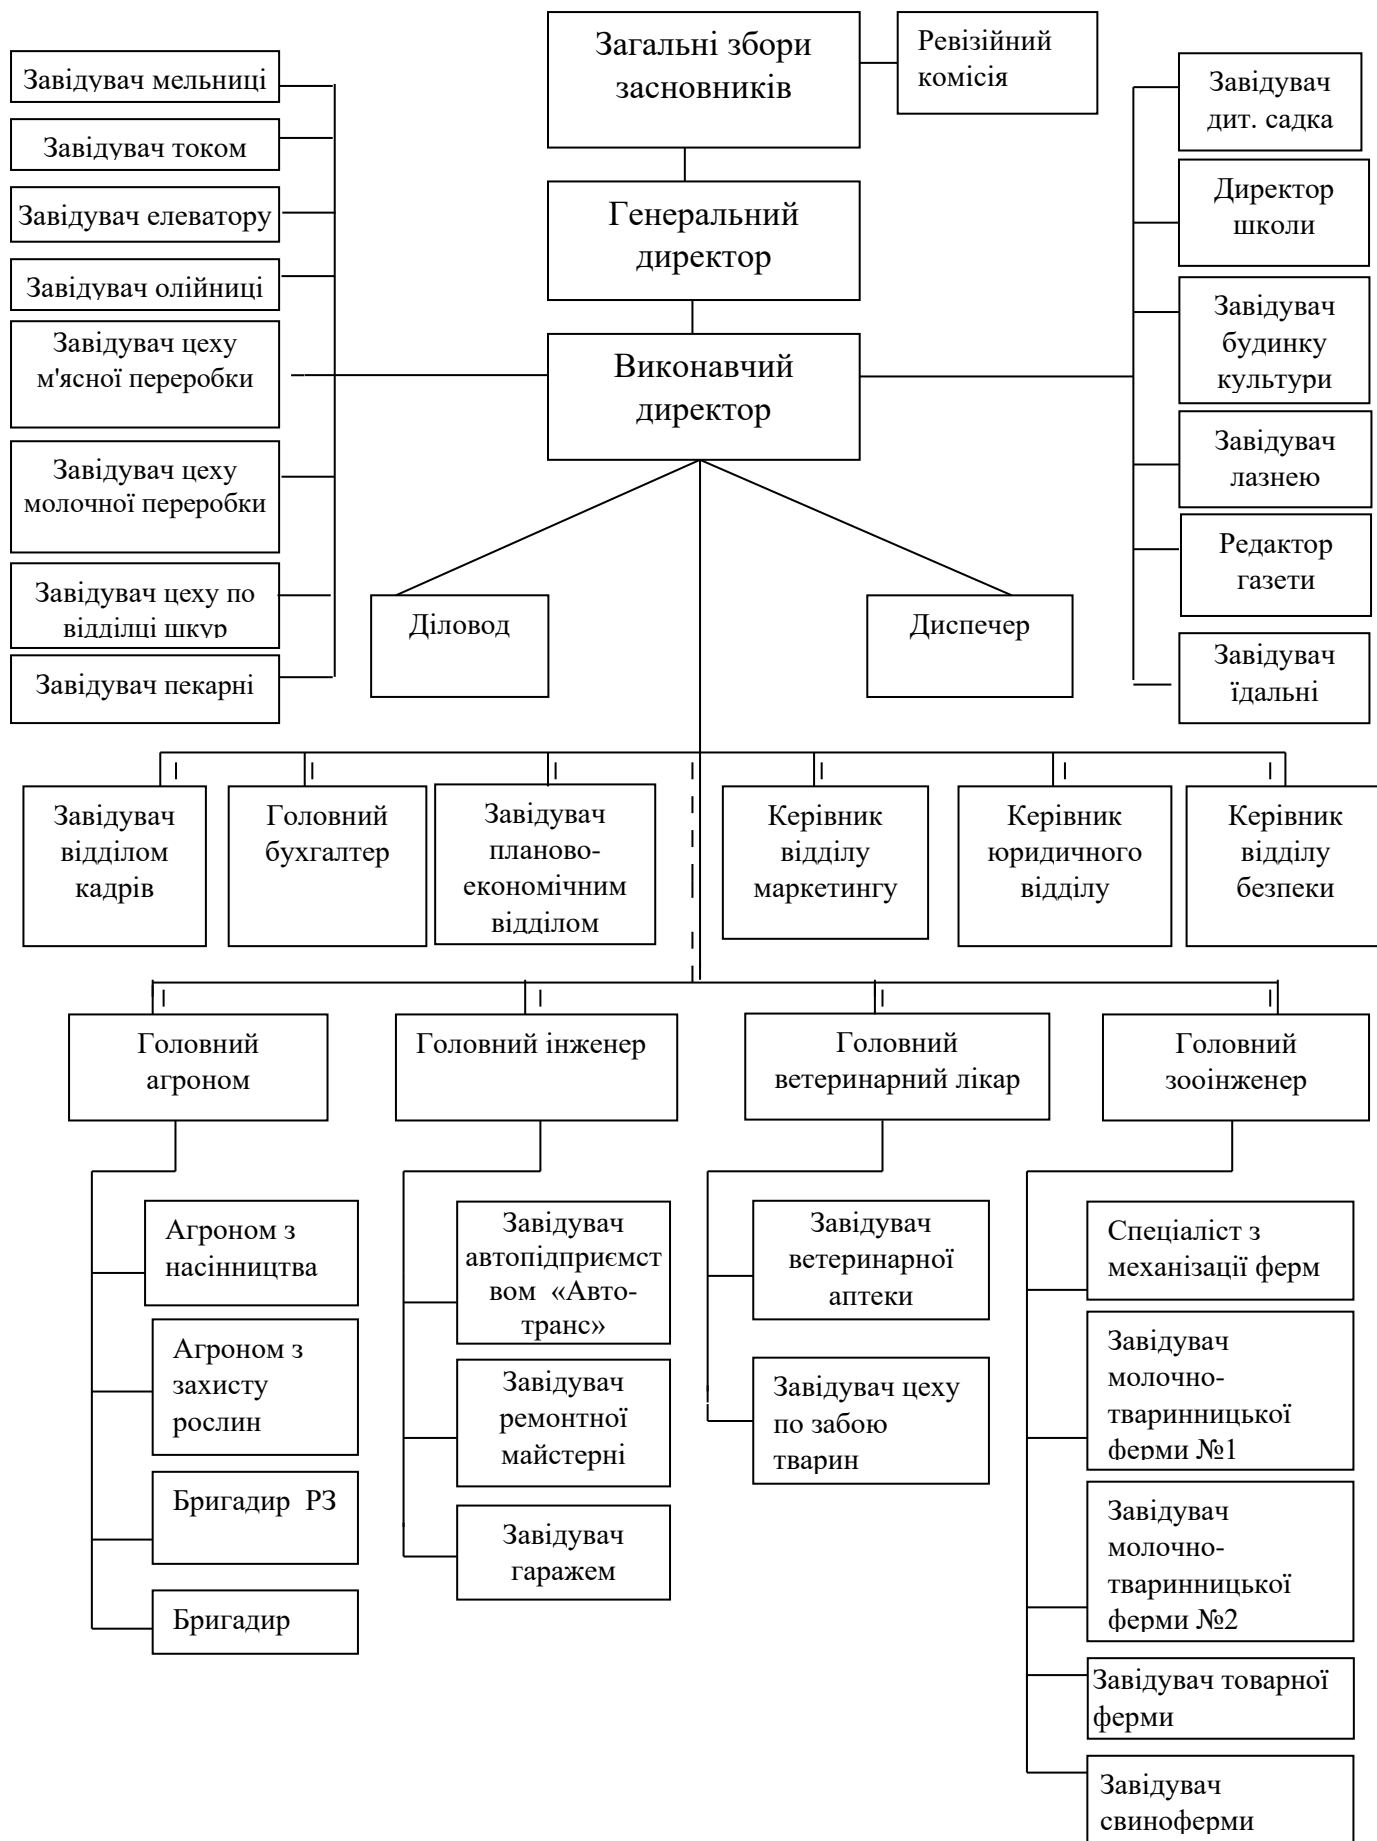 Загальні збори
засновників
Ревізійний
комісія
Завідувач мельниці
Завідувач током
Завідувач елеватору
Завідувач олійниці
Завідувач цеху
м'ясної переробки
Завідувач цеху
молочної переробки
Завідувач цеху по
відділці шкур
Завідувач пекарні
Генеральний
директор
Виконавчий
директор
Завідувач
дит. садка
Директор
школи
Завідувач
будинку
культури
Завідувач
лазнею
Редактор
газети
Завідувач
їдальні
Діловод
Диспечер
Завідувач
відділом
кадрів
Головний
бухгалтер
Завідувач
планово-
економічним
відділом
Керівник
відділу
маркетингу
Керівник
юридичного
відділу
Керівник
відділу
безпеки
Головний
агроном
Головний інженер
Головний
ветеринарний лікар
Головний
зооінженер
Агроном з
насінництва
Агроном з
захисту
рослин
Бригадир РЗ
Бригадир
Завідувач
автопідприємст
вом «Авто-
транс»
Завідувач
ремонтної
майстерні
Завідувач
гаражем
Завідувач
ветеринарної
аптеки
Завідувач цеху
по забою
тварин
Спеціаліст з
механізації ферм
Завідувач
молочно-
тваринницької
ферми №1
Завідувач
молочно-
тваринницької
ферми №2
Завідувач товарної
ферми
Завідувач
свиноферми